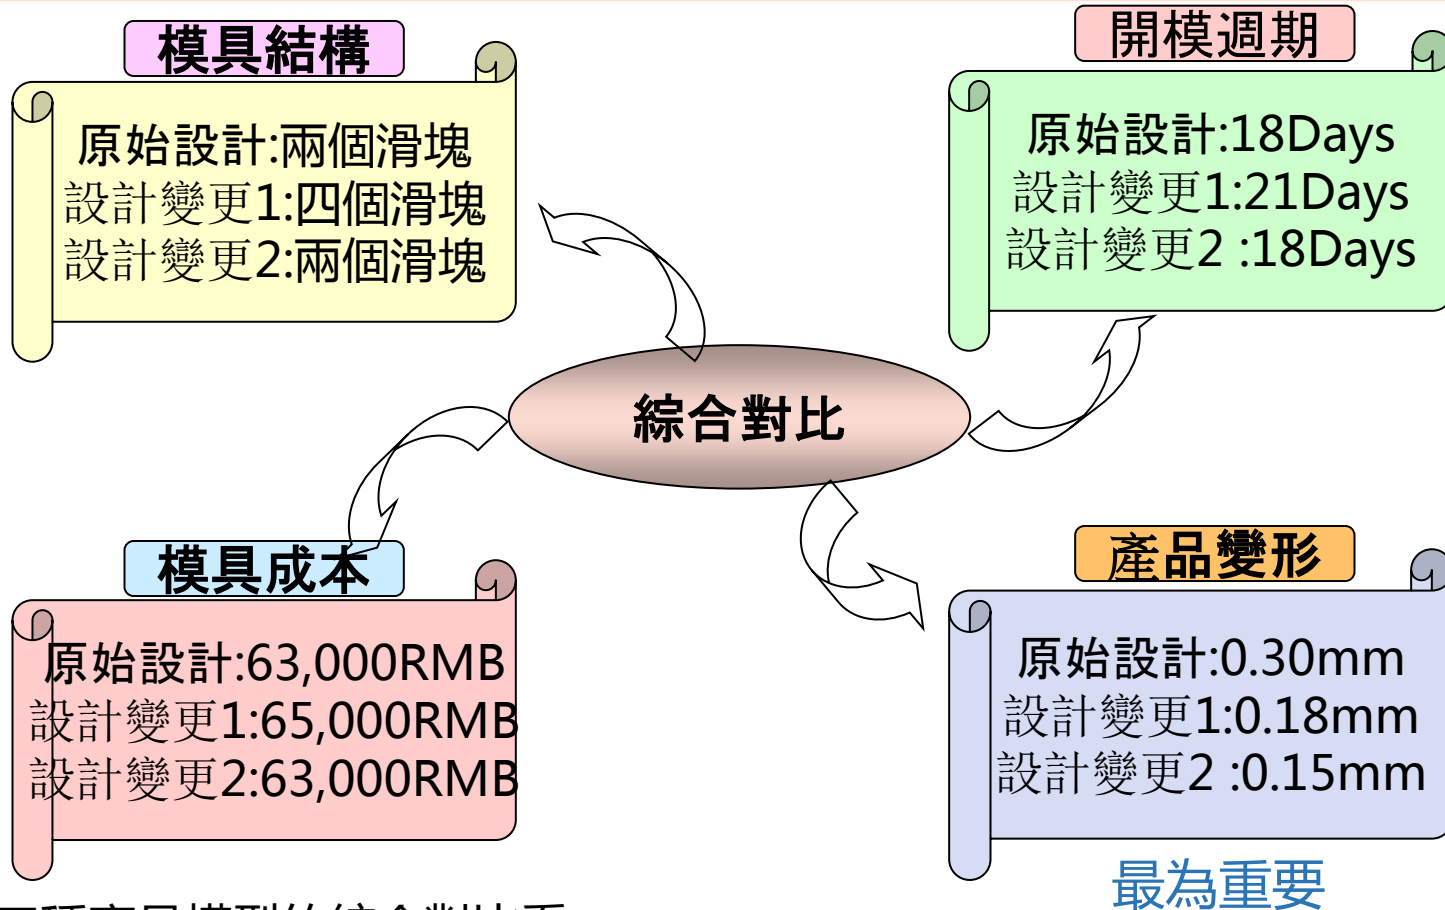 模具結構
原始設計:兩個滑塊
設計變更1:四個滑塊
設計變更2:兩個滑塊
開模週期
原始設計:18Days
設計變更1:21Days
設計變更2 :18Days
綜合對比
模具成本
原始設計:63,000RMB
設計變更1:65,000RMB
設計變更2:63,000RMB
產品變形
原始設計:0.30mm
設計變更1:0.18mm
設計變更2 :0.15mm
最為重要